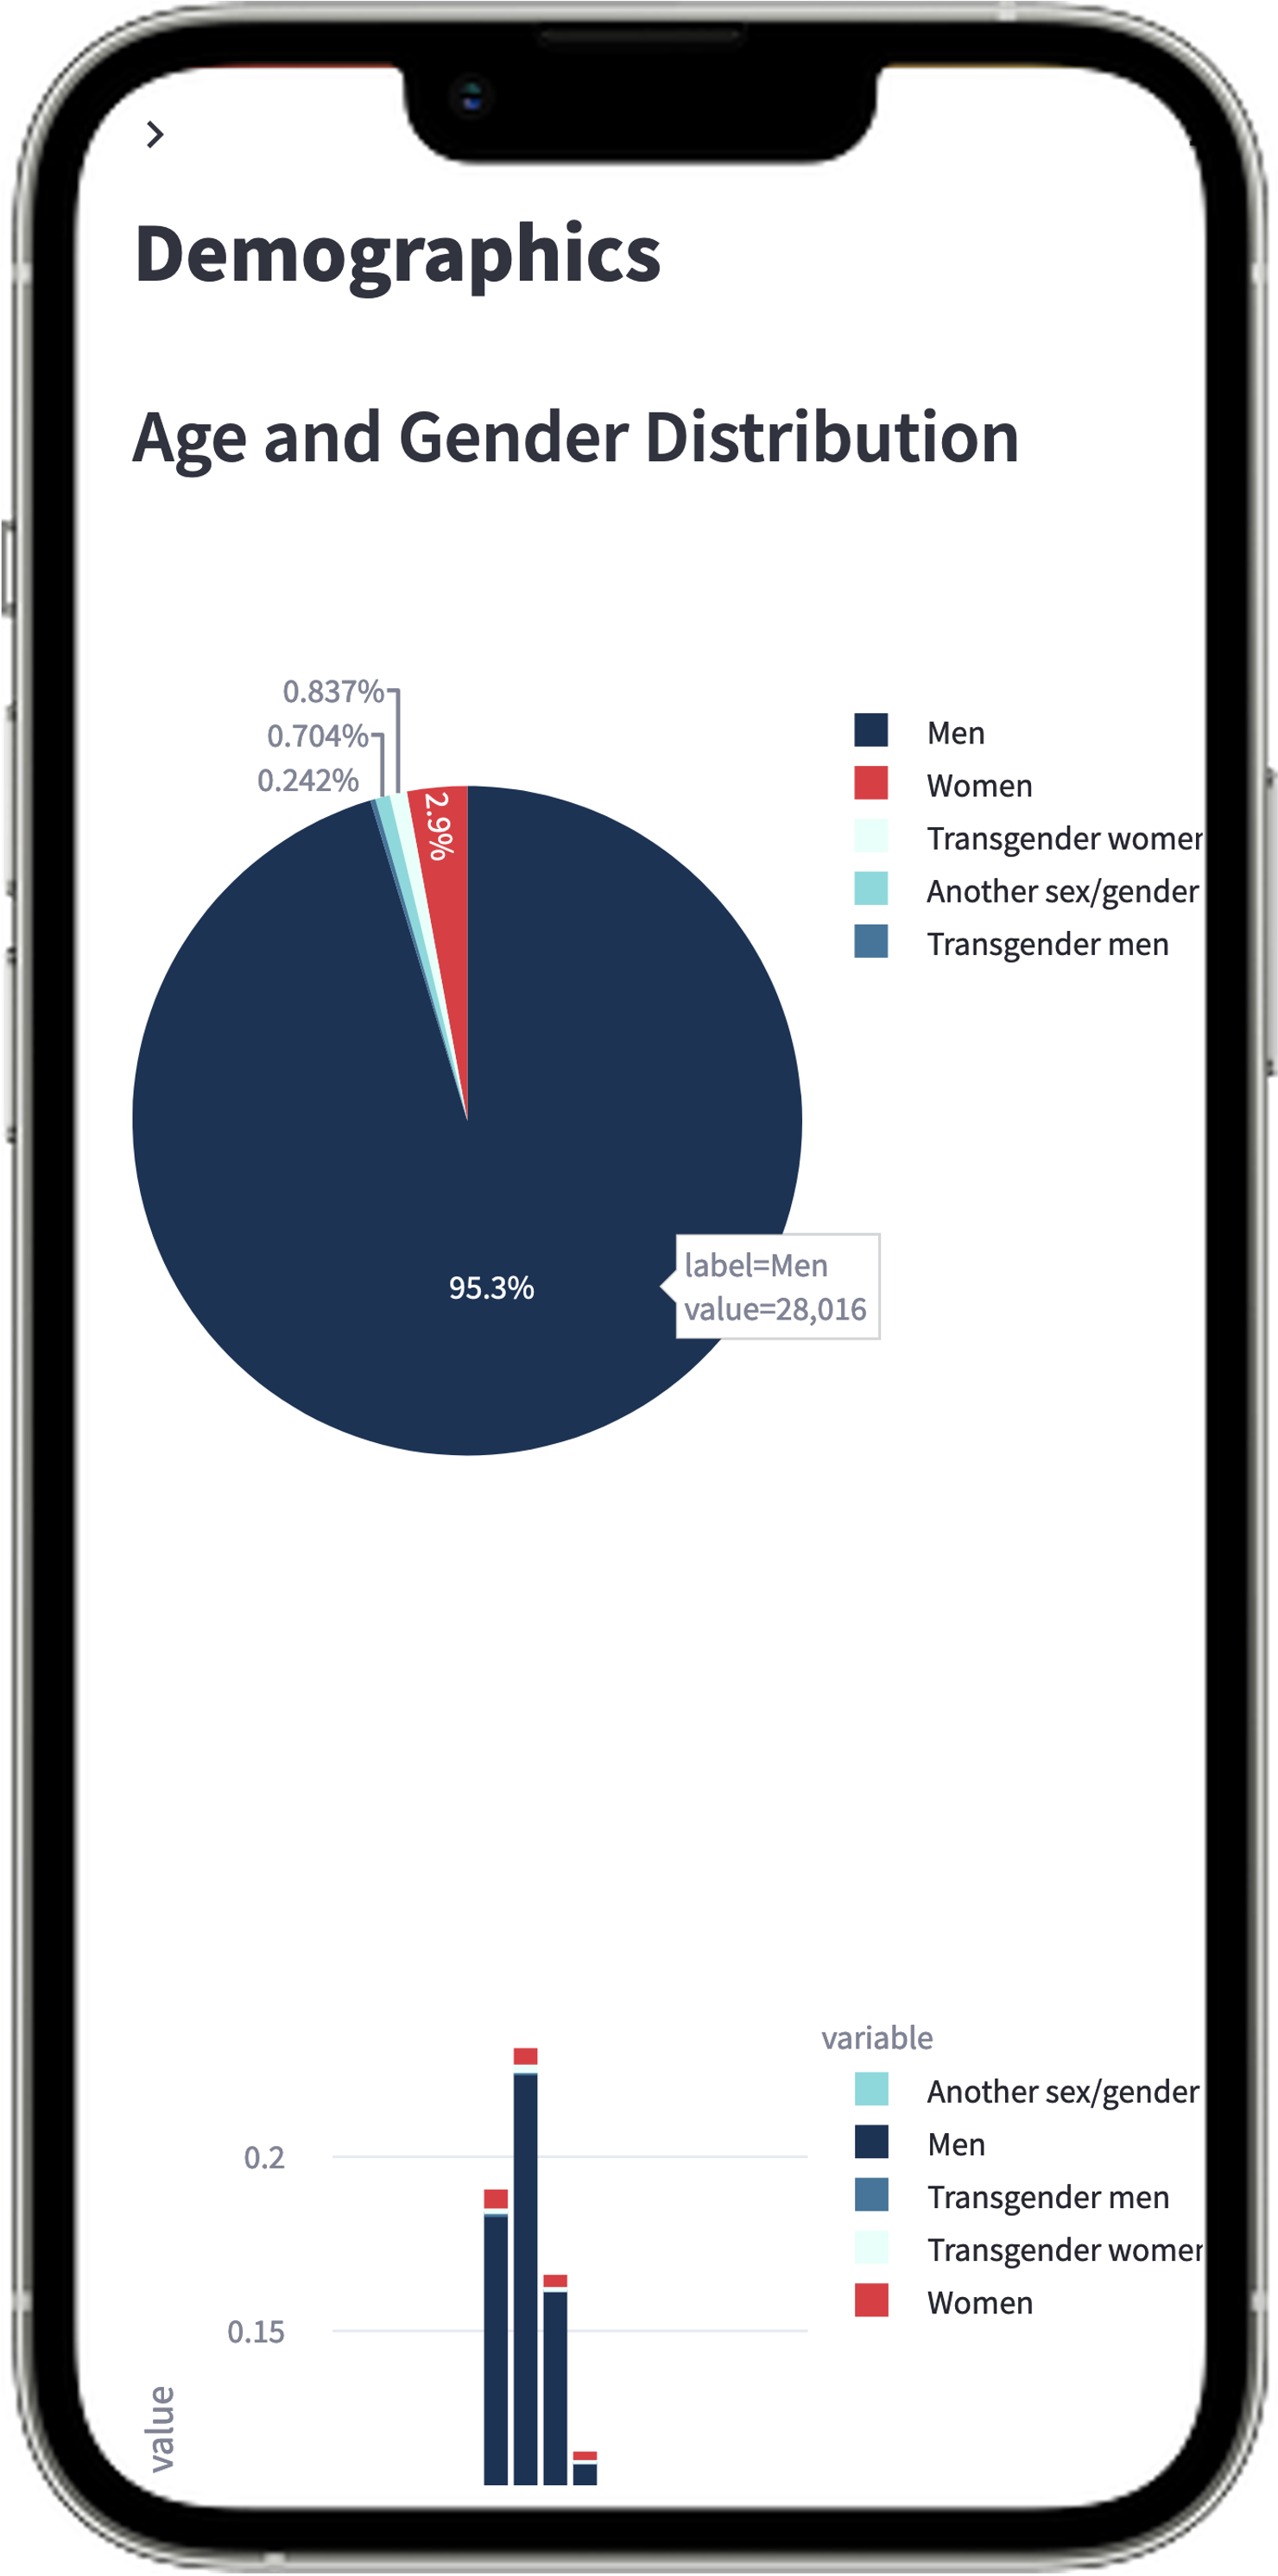 Demographics
Age and Gender Distribution
0.837%
0.704%
0.242%
2.9%
95.3%
label=Men
value=28,016
Men
Women
Transgender women
Another sex/gender
Transgender men
variable
Another sex/gender
Men
Transgender men
Transgender women
Women
0.2
0.15
value